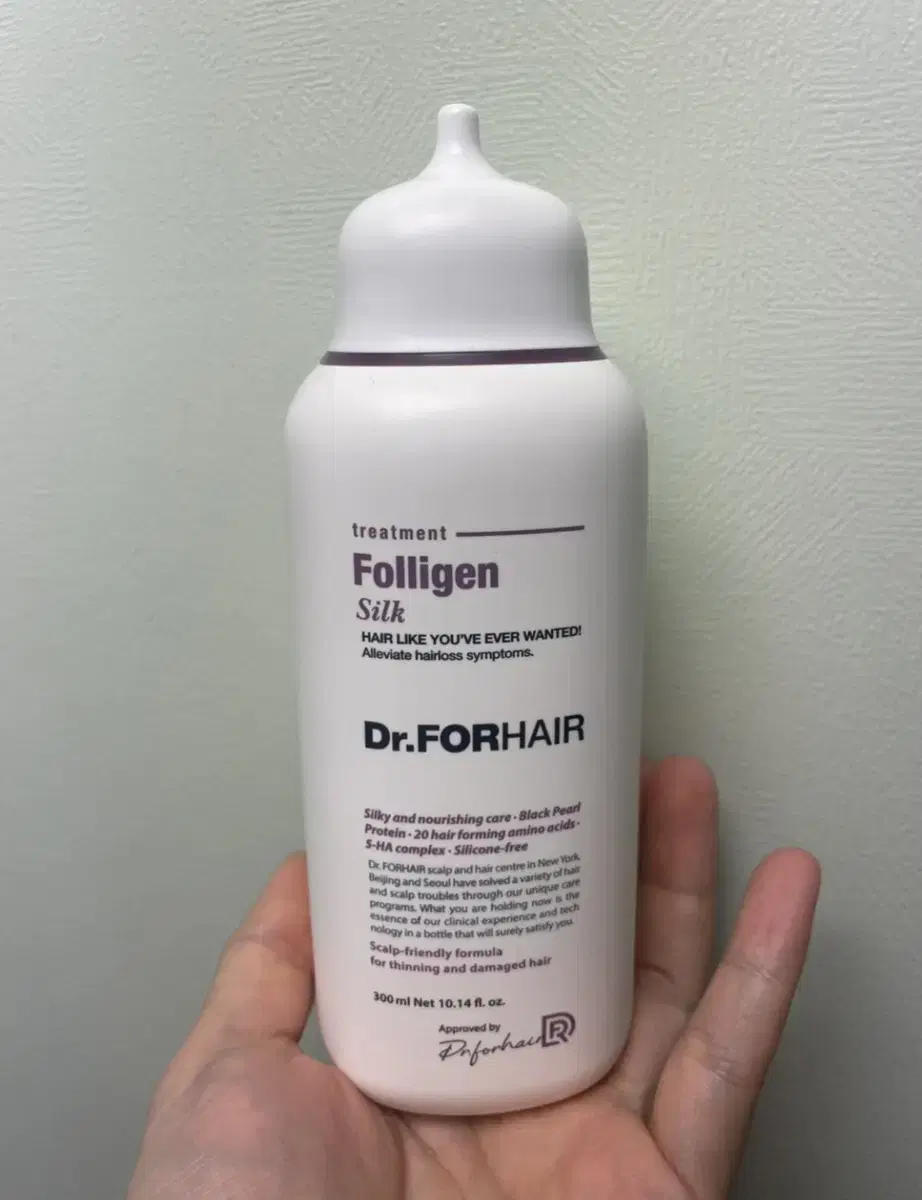 treatment
Folligen
Silk
HAIR LIKE YOU'VE EVER WANTED!
Alleviate hairloss symptoms.
Dr.FORHAIR
Silky and nourishing care · Black Pearl
Protein · 20 hair forming amino acids ·
5-HA complex · Silicone-free
Dr.FORHAIR scalp and hair centre in New York,
Beijing and Seoul have solved a variety of hair
and scalp troubles through our unique care
programs. What you are holding now is the
essence of our clinical experience and tech
nology in a bottle that will surely satisfy you.
Scalp-friendly formula
for thinning and damaged hair
300ml Net 10.14 fl. oz.
Approved by
Drforhair